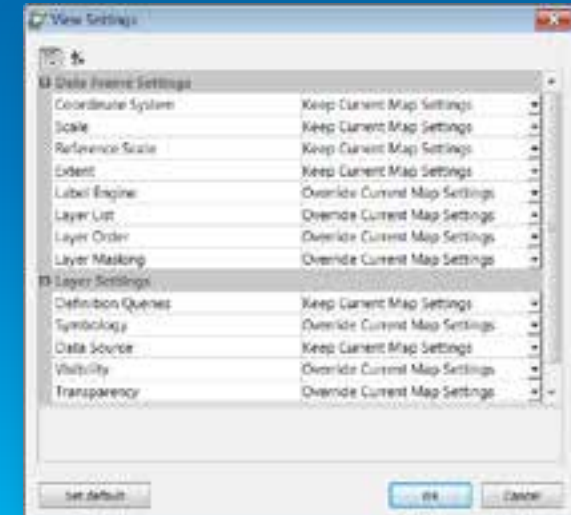 View Settings
Data Frame Settings
Coordinate System Keep Current Map Settings
Scale Keep Current Map Settings
Reference Scale Keep Current Map Settings
Extent Keep Current Map Settings
Label Engine Override Current Map Settings
Layer List Override Current Map Settings
Layer Order Override Current Map Settings
Layer Masking Override Current Map Settings
Layer Settings
Definition Queries Keep Current Map Settings
Symbology Override Current Map Settings
Data Source Keep Current Map Settings
Visibility Override Current Map Settings
Transparency Override Current Map Settings
Set default OK Cancel